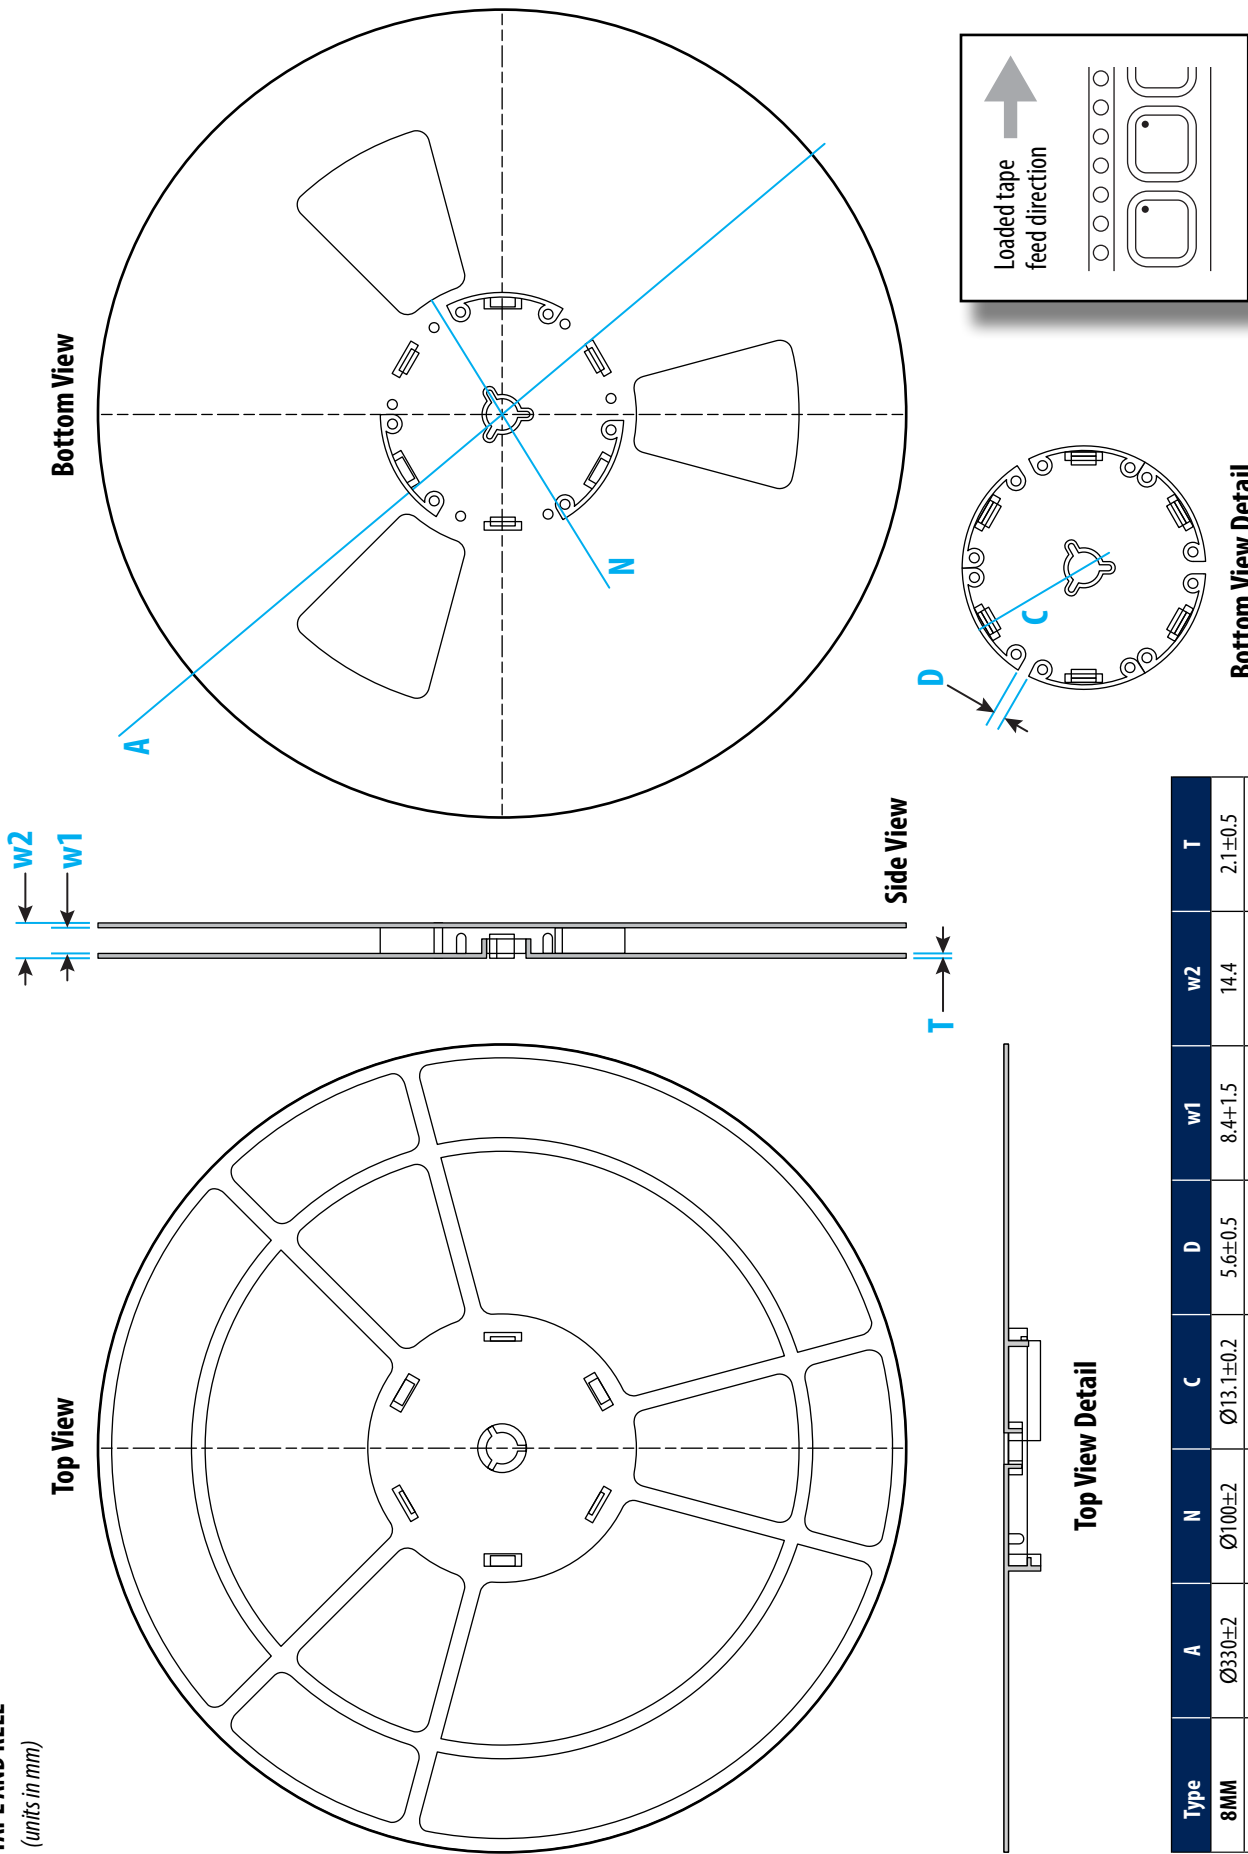 TAPE AND REEL
(units in mm)
Top View
Bottom View
w2
w1
A
N
Side View
T
D
C
Top View Detail
Bottom View Detail
Loaded tape
feed direction
Type A N C D w1 w2 T
8MM Ø330±2 Ø100±2 Ø13.1±0.2 5.6±0.5 8.4+1.5 14.4 2.1±0.5